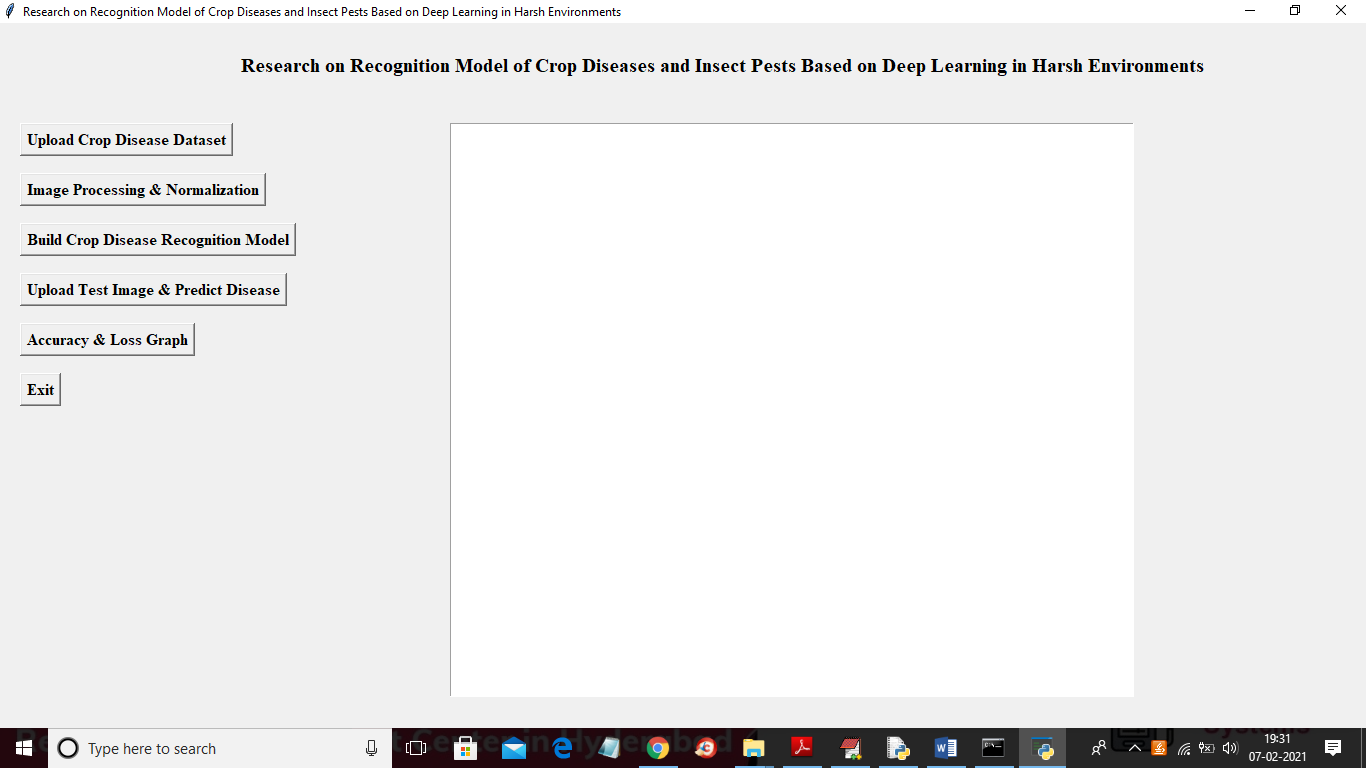 Research on Recognition Model of Crop Diseases and Insect Pests Based on Deep Learning in Harsh Environments
Research on Recognition Model of Crop Diseases and Insect Pests Based on Deep Learning in Harsh Environments
Upload Crop Disease Dataset
Image Processing & Normalization
Build Crop Disease Recognition Model
Upload Test Image & Predict Disease
Accuracy & Loss Graph
Exit
Type here to search
19:31
07-02-2021